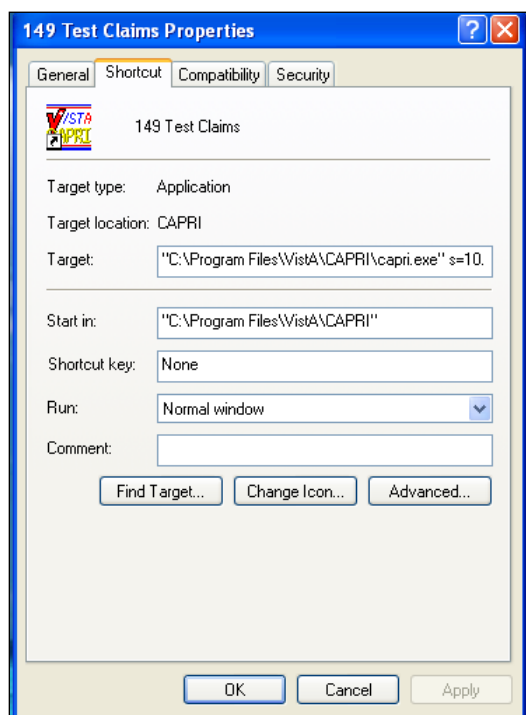 149 Test Claims Properties
General Shortcut Compatibility Security
VISTA
CAPRI
149 Test Claims
Target type: Application
Target location: CAPRI
Target: "C:\Program Files\VistA\CAPRI\capri.exe" s=10.
Start in: "C:\Program Files\VistA\CAPRI"
Shortcut key: None
Run: Normal window
Comment:
Find Target... Change Icon... Advanced...
OK Cancel Apply